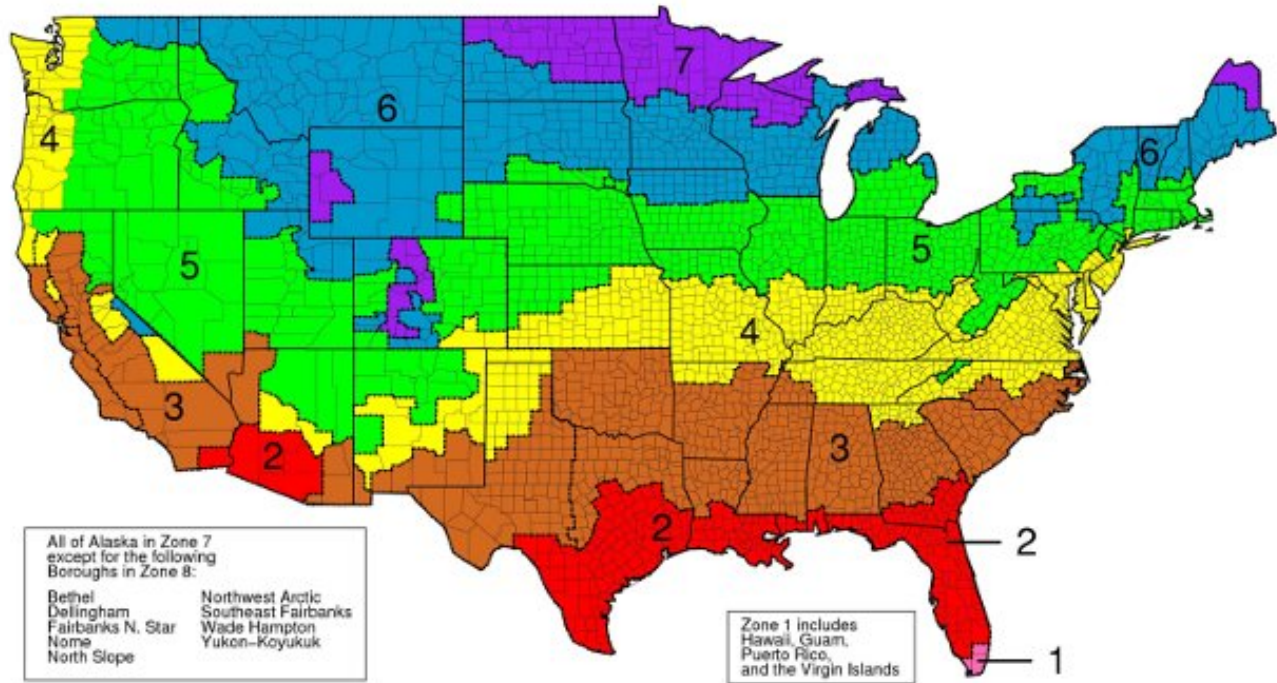 7
6
4
6
5
5
4
3
2
3
2
2
1
All of Alaska in Zone 7
except for the following
Boroughs in Zone 8:
Bethel Northwest Arctic
Dellingham Southeast Fairbanks
Fairbanks N. Star Wade Hampton
Nome Yukon-Koyukuk
North Slope
Zone 1 includes
Hawaii, Guam,
Puerto Rico,
and the Virgin Islands